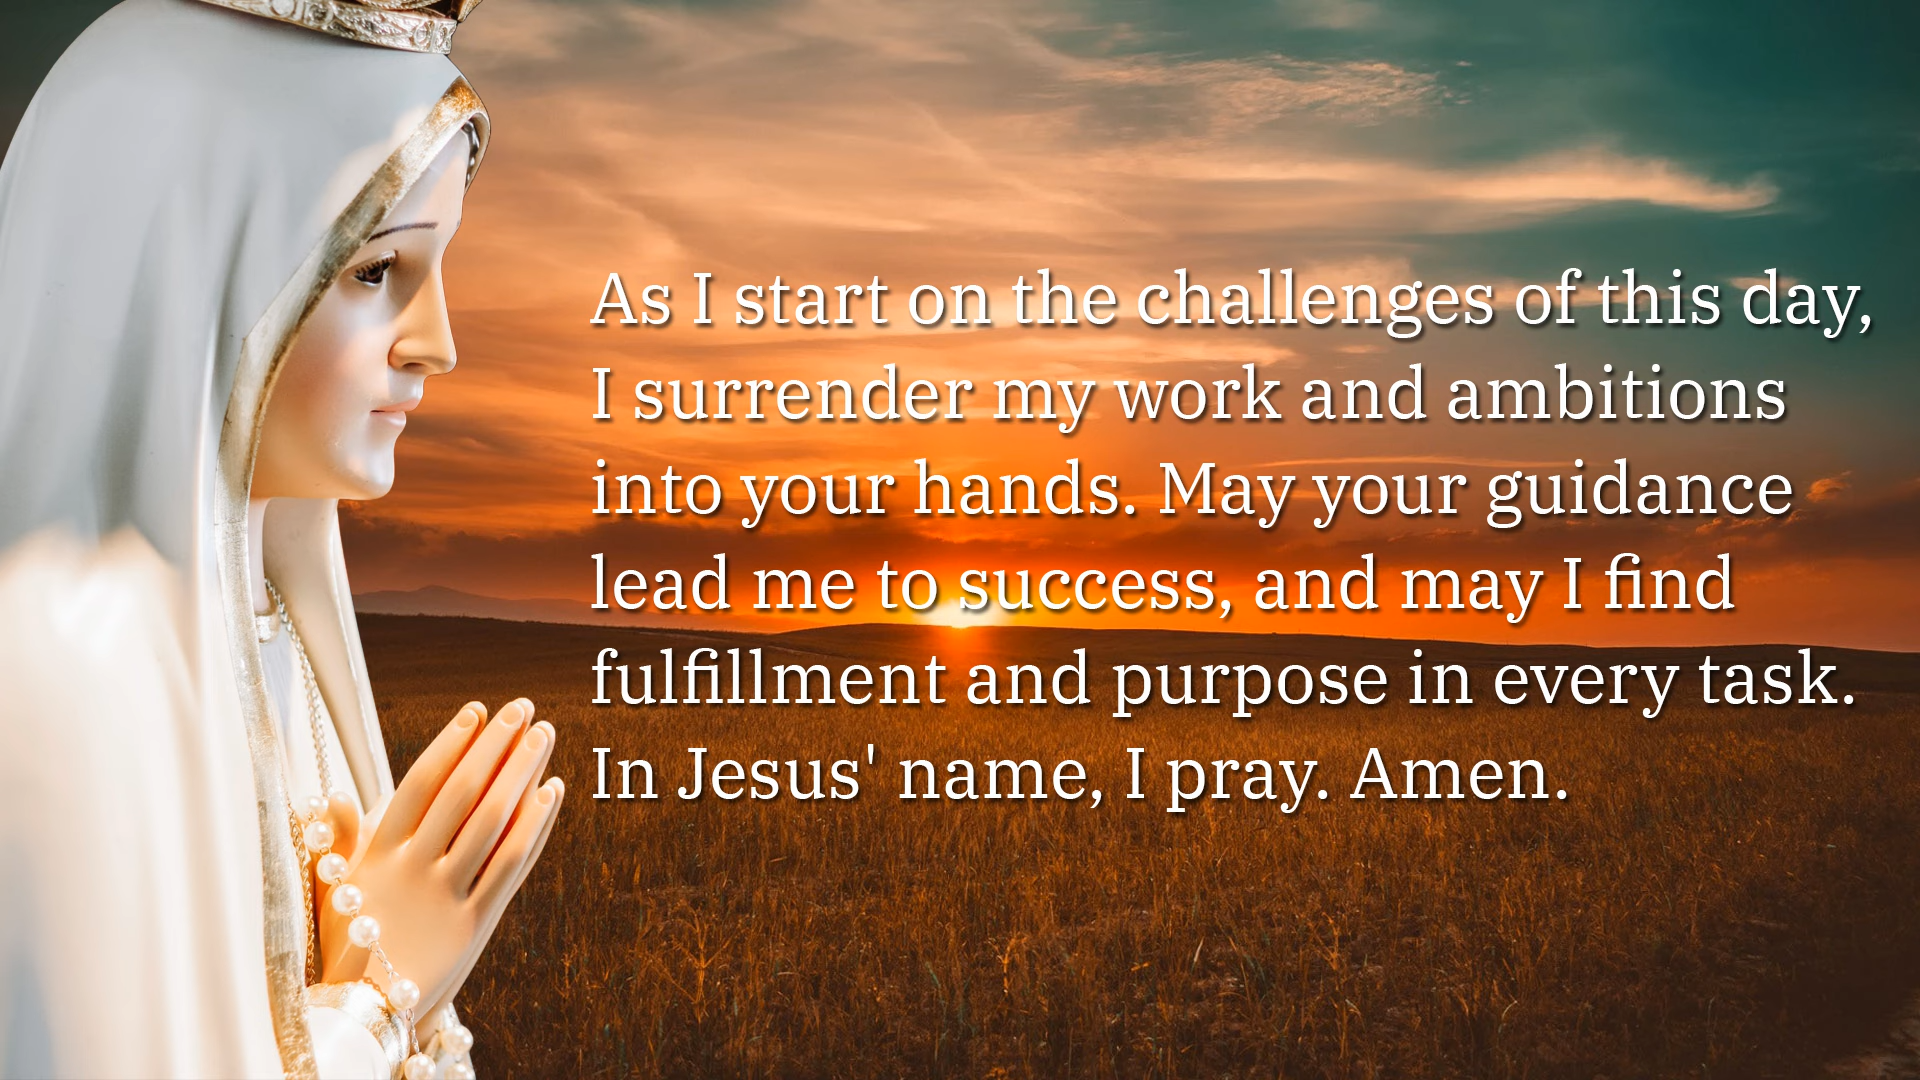 As I start on the challenges of this day,
I surrender my work and ambitions
into your hands. May your guidance
lead me to success, and may I find
fulfillment and purpose in every task.
In Jesus' name, I pray. Amen.